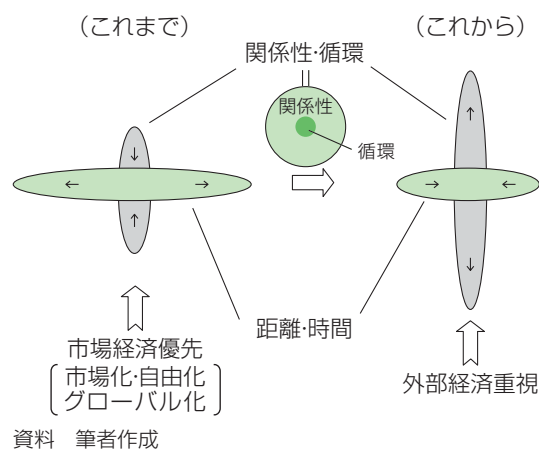 （これまで）
（これから）
関係性・循環
関係性
循環
←
→
↓
↑
→
←
↑
↓
距離・時間
市場経済優先
市場化・自由化
グローバル化
外部経済重視
資料　筆者作成